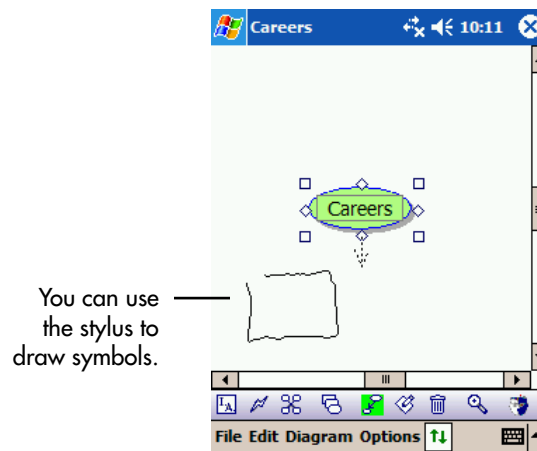 Careers 10:11
Careers
You can use
the stylus to
draw symbols.
File Edit Diagram Options